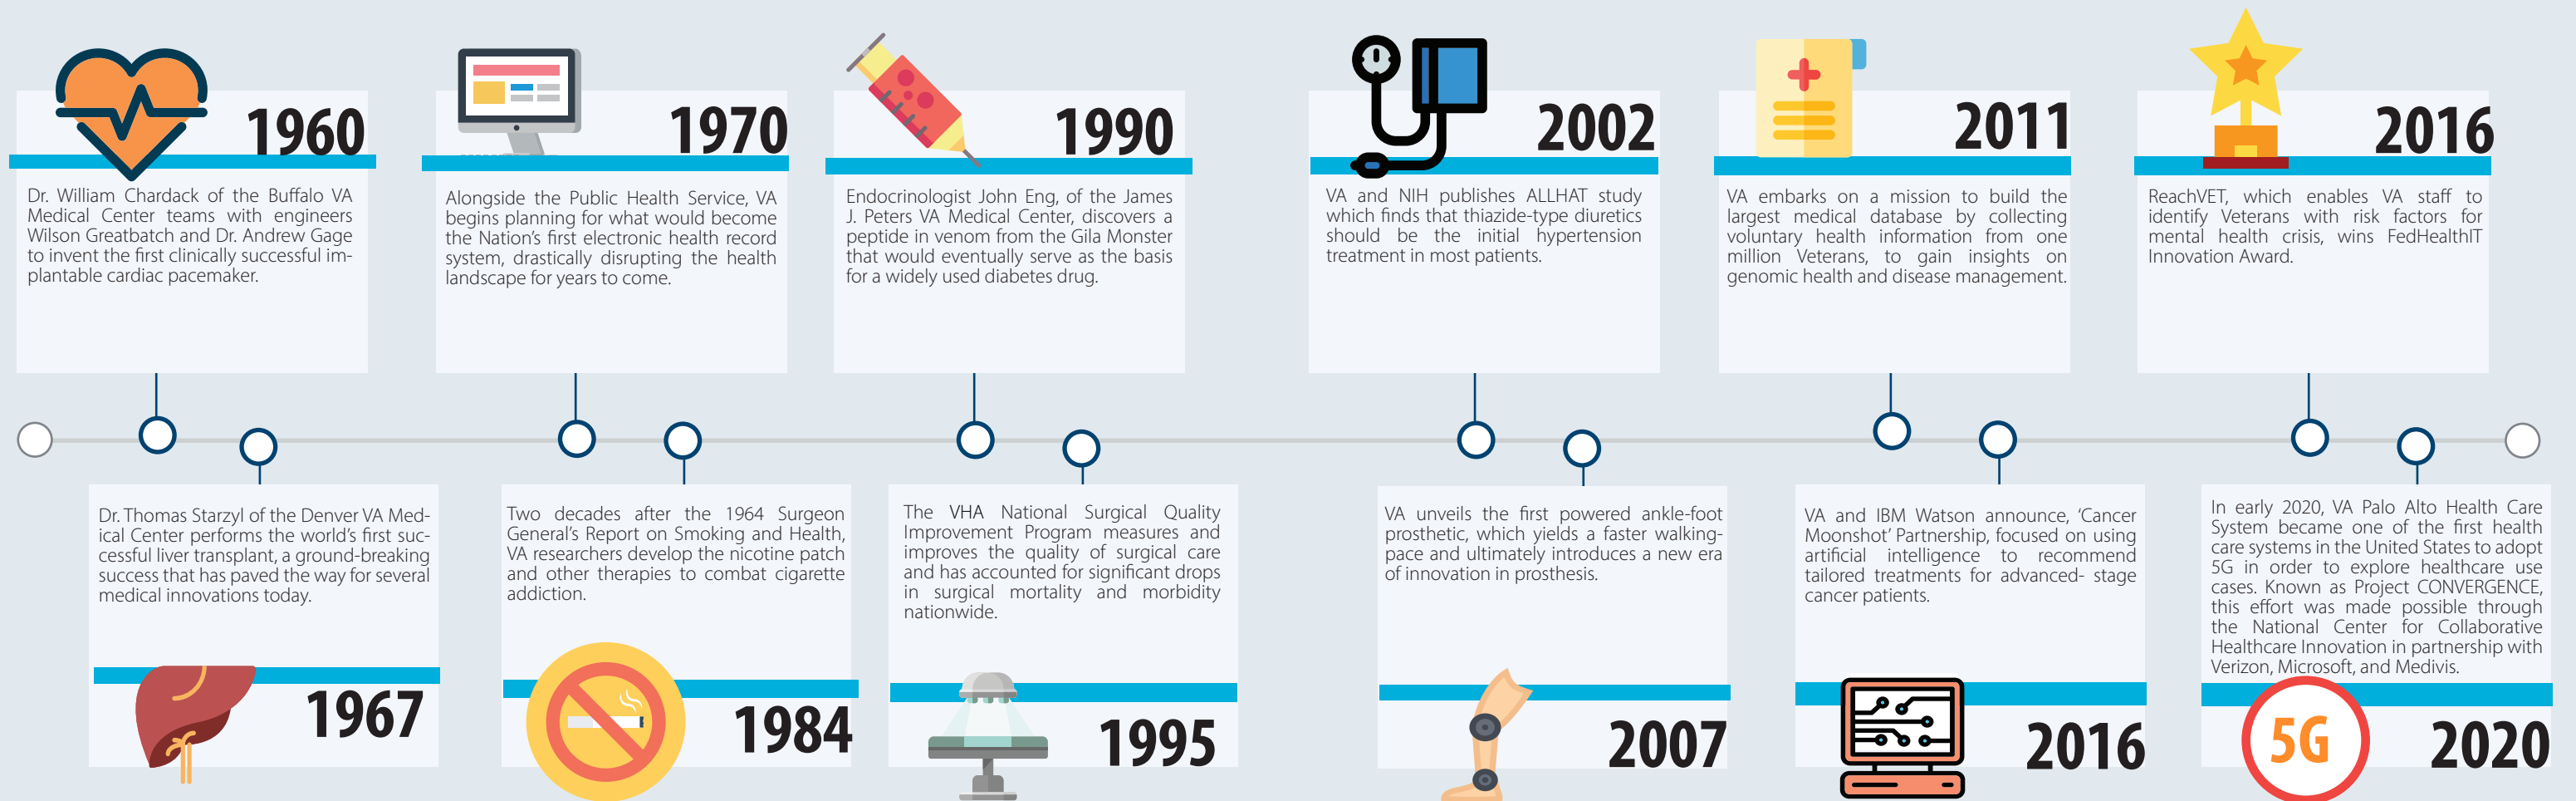 1960
Dr. William Chardack of the Buffalo VA
Medical Center teams with engineers
Wilson Greatbatch and Dr. Andrew Gage
to invent the first clinically successful im-
plantable cardiac pacemaker.
1970
Alongside the Public Health Service, VA
begins planning for what would become
the Nation's first electronic health record
system, drastically disrupting the health
landscape for years to come.
1990
Endocrinologist John Eng, of the James
J. Peters VA Medical Center, discovers a
peptide in venom from the Gila Monster
that would eventually serve as the basis
for a widely used diabetes drug.
2002
VA and NIH publishes ALLHAT study
which finds that thiazide-type diuretics
should be the initial hypertension
treatment in most patients.
2011
VA embarks on a mission to build the
largest medical database by collecting
voluntary health information from one
million Veterans, to gain insights on
genomic health and disease management.
2016
ReachVET, which enables VA staff to
identify Veterans with risk factors for
mental health crisis, wins FedHealthIT
Innovation Award.
Dr. Thomas Starzyl of the Denver VA Med-
ical Center performs the world's first suc-
cessful liver transplant, a ground-breaking
success that has paved the way for several
medical innovations today.
1967
Two decades after the 1964 Surgeon
General's Report on Smoking and Health,
VA researchers develop the nicotine patch
and other therapies to combat cigarette
addiction.
1984
The VHA National Surgical Quality
Improvement Program measures and
improves the quality of surgical care
and has accounted for significant drops
in surgical mortality and morbidity
nationwide.
1995
VA unveils the first powered ankle-foot
prosthetic, which yields a faster walking-
pace and ultimately introduces a new era
of innovation in prosthesis.
2007
VA and IBM Watson announce, 'Cancer
Moonshot' Partnership, focused on using
artificial intelligence to recommend
tailored treatments for advanced- stage
cancer patients.
2016
In early 2020, VA Palo Alto Health Care
System became one of the first health
care systems in the United States to adopt
5G in order to explore healthcare use
cases. Known as Project CONVERGENCE,
this effort was made possible through
the National Center for Collaborative
Healthcare Innovation in partnership with
Verizon, Microsoft, and Medivis.
5G
2020